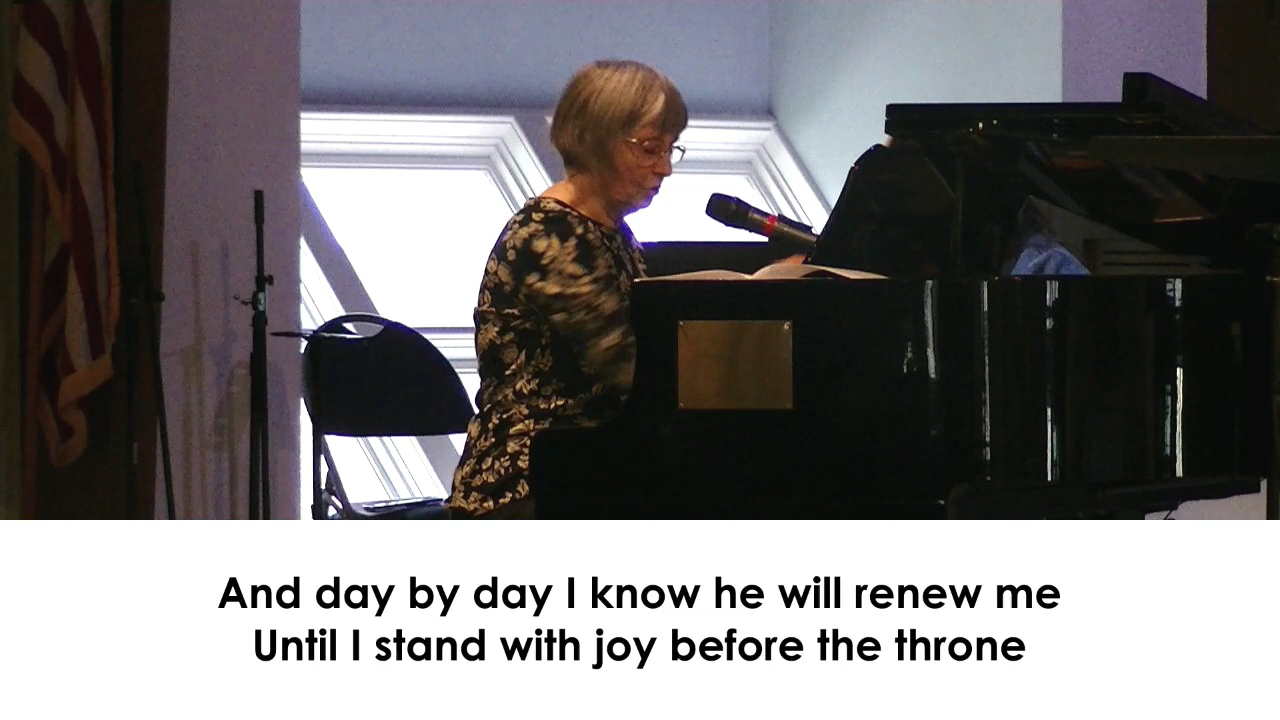 And day by day I know he will renew me
Until I stand with joy before the throne